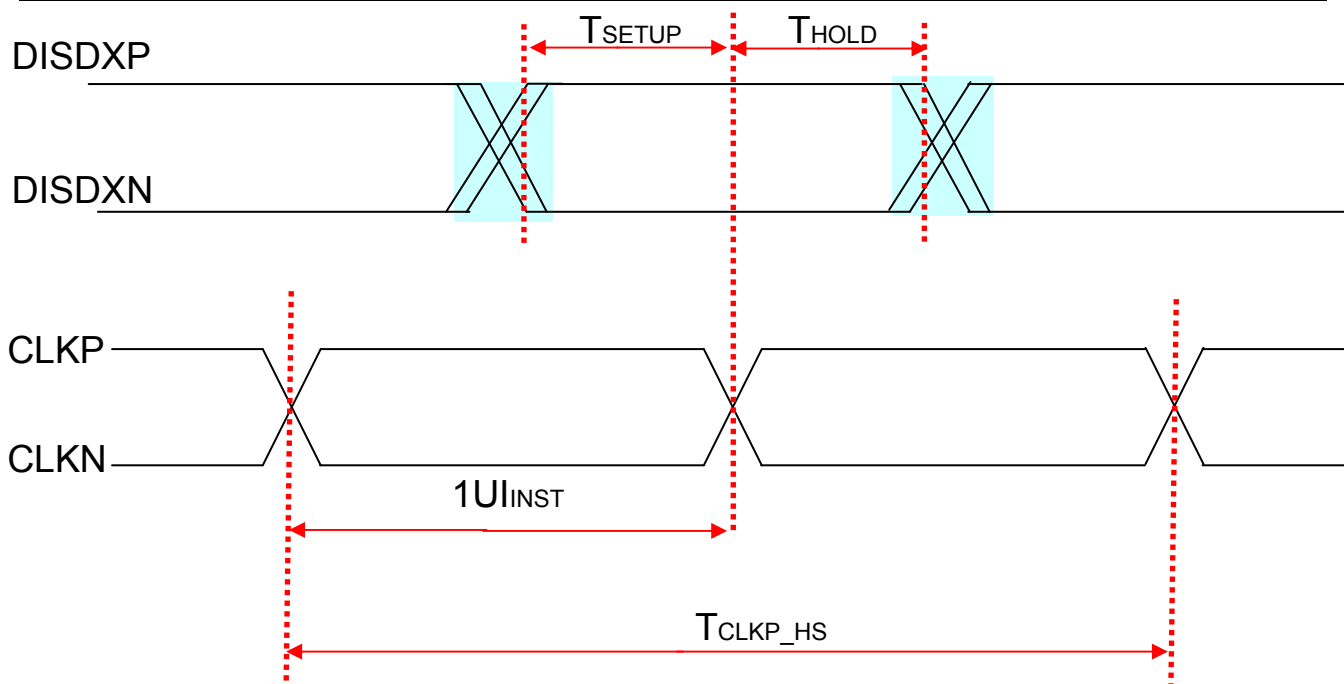 TSETUP
THOLD
DISDXP
DISDXN
CLKP
CLKN
1UIINST
TCLKP_HS